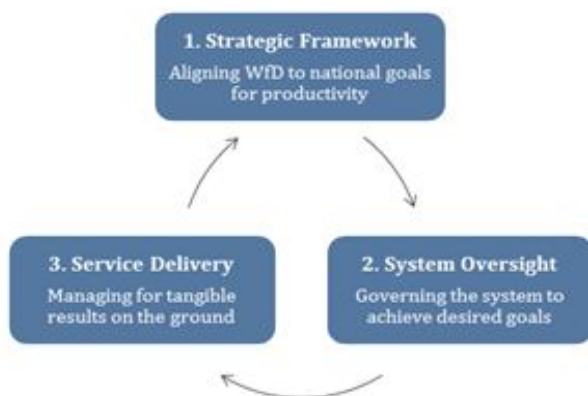 1. Strategic Framework
Aligning WfD to national goals
for productivity
3. Service Delivery
Managing for tangible
results on the ground
2. System Oversight
Governing the system to
achieve desired goals